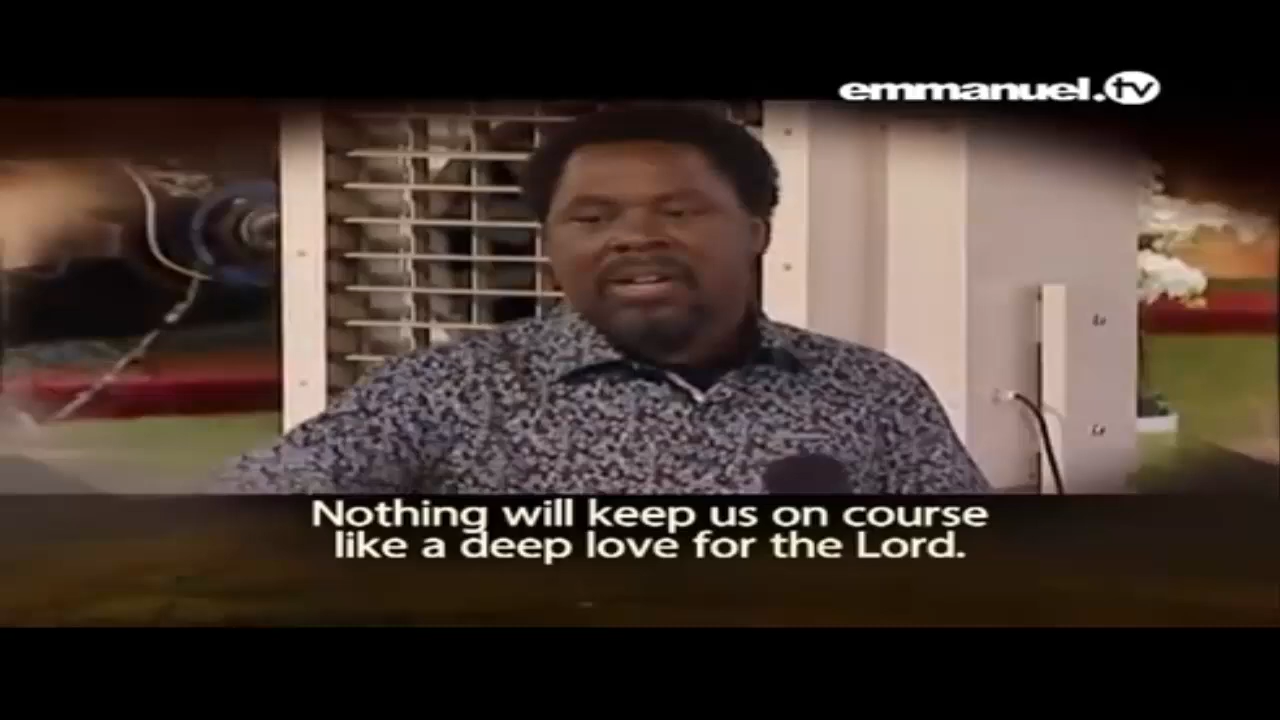 emmanuel.tv
Nothing will keep us on course
like a deep love for the Lord.